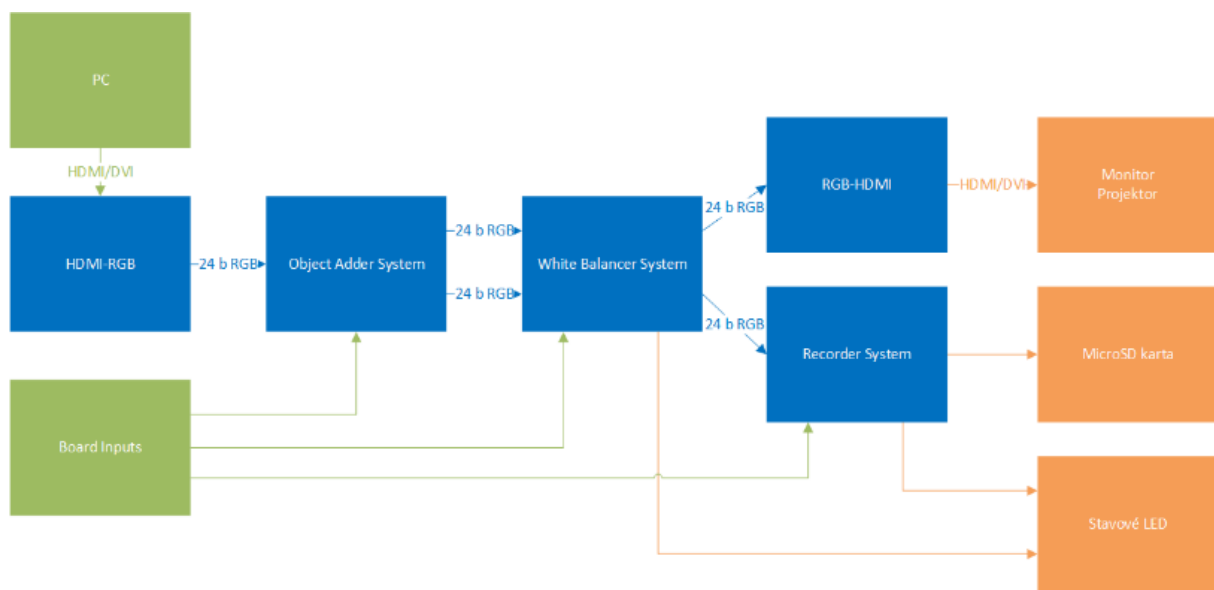 PC
HDMI/DVI
HDMI-RGB
24 b RGB
Object Adder System
24 b RGB
24 b RGB
White Balancer System
24 b RGB
24 b RGB
RGB-HDMI
HDMI/DVI
Monitor
Projektor
Recorder System
MicroSD karta
Board Inputs
Stavové LED